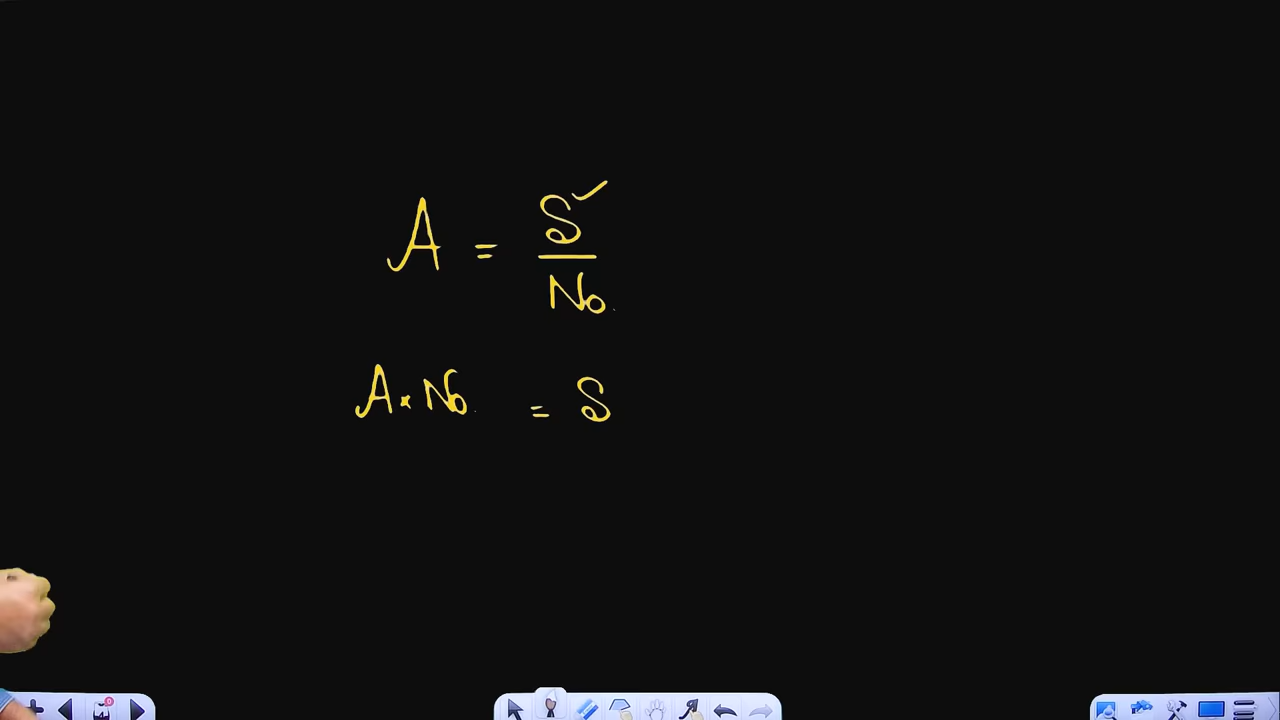 A = S✓ / No.
A × No. = S